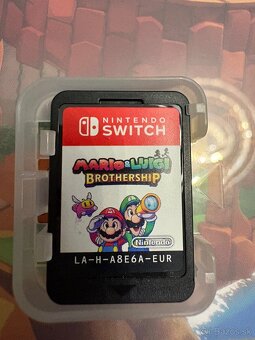 NINTENDO
SWITCH
MARIO & LUIGI
BROTHERSHIP
Nintendo
LA-H-A8E6A-EUR